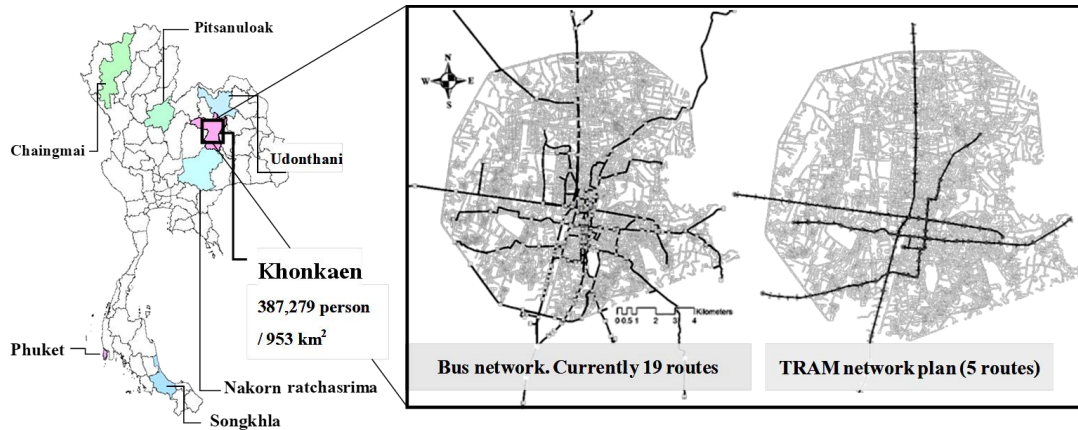 Pitsanuloak
Chaingmai
Udonthani
Khonkaen
387,279 person
/ 953 km²
Phuket
Nakorn ratchasrima
Songkhla
N
W E
S
Kilometers
0 0.5 1 2 3 4
Bus network. Currently 19 routes
TRAM network plan (5 routes)